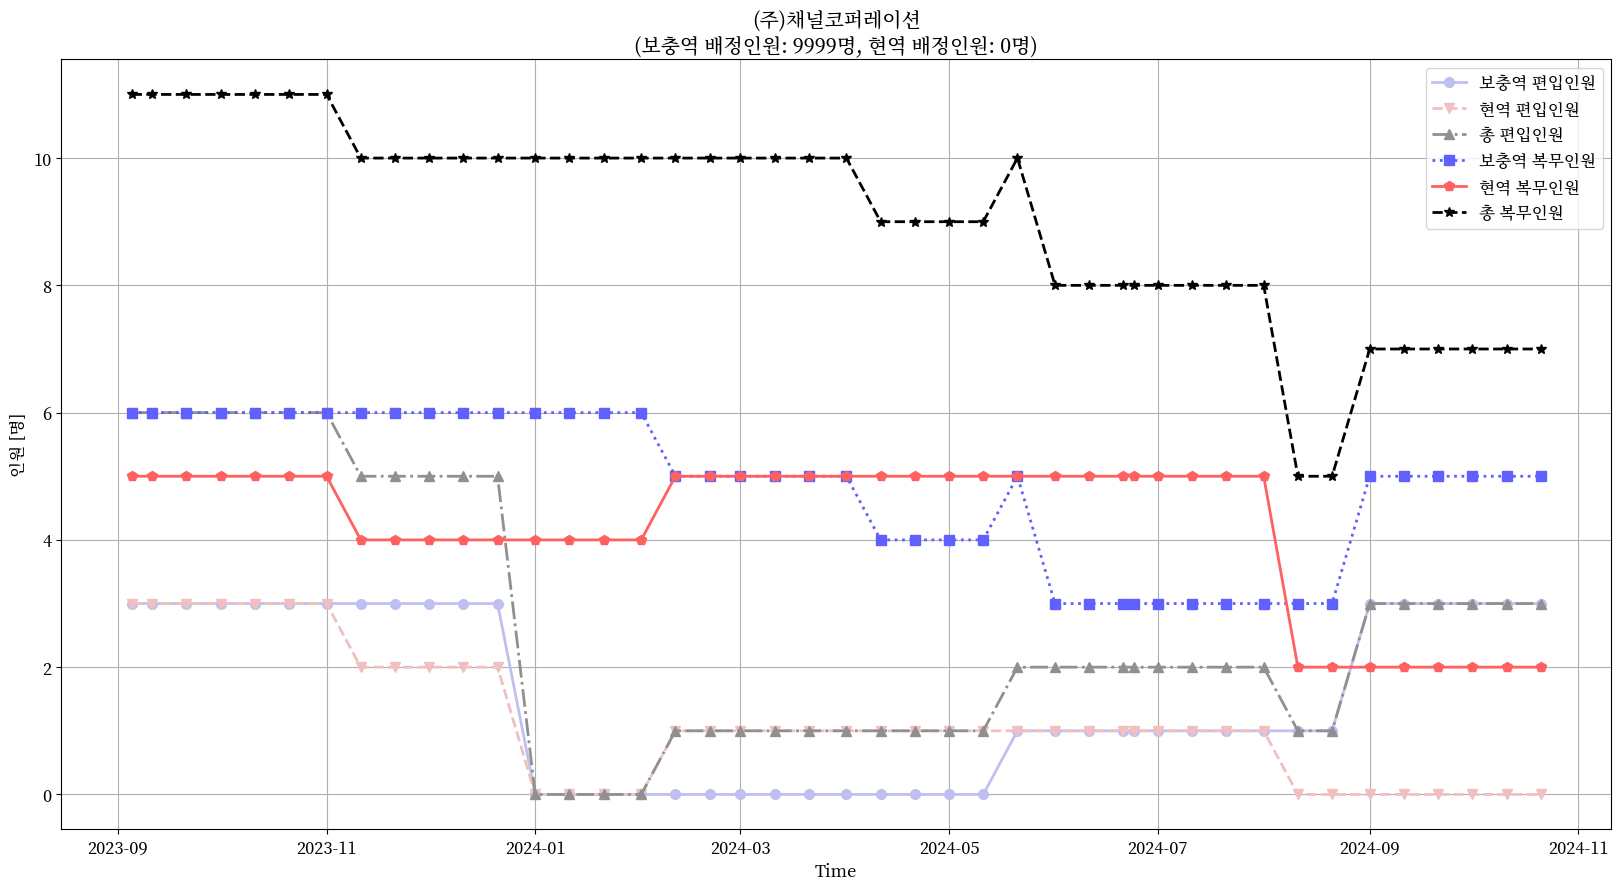 (주)채널코퍼레이션
(보충역 배정인원: 9999명, 현역 배정인원: 0명)
보충역 편입인원
현역 편입인원
총 편입인원
보충역 복무인원
현역 복무인원
총 복무인원
인원 [명]
10
8
6
4
2
0
2023-09
2023-11
2024-01
2024-03
2024-05
2024-07
2024-09
2024-11
Time